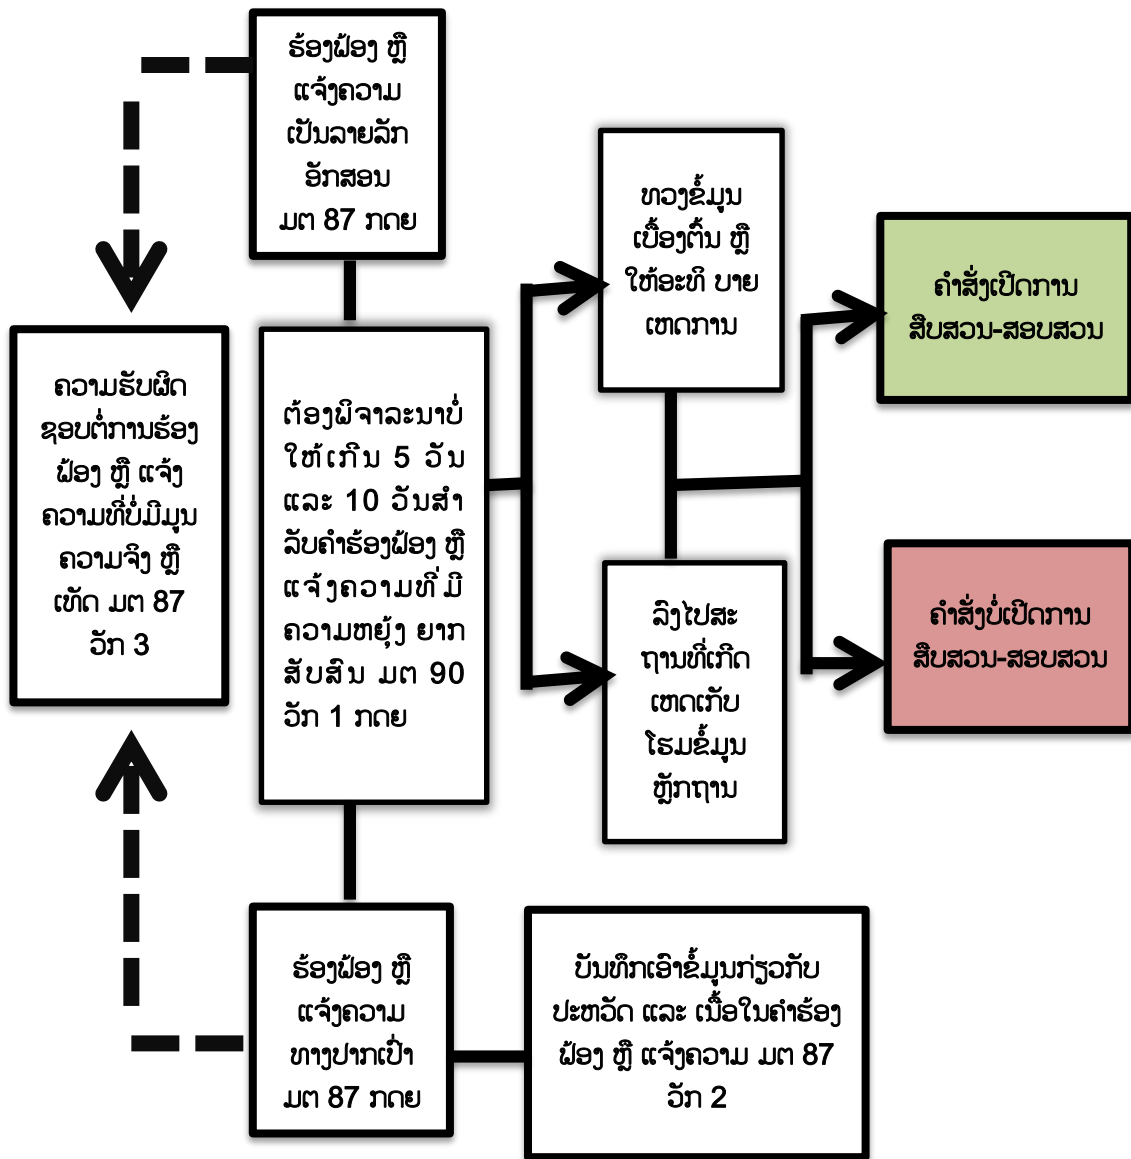 ຮ້ອງຟ້ອງ ຫຼື
ແຈ້ງຄວາມ
ເປັນລາຍລັກ
ອັກສອນ
ມຕ 87 ກດຍ
ທວງຂໍ້ມູນ
ເບື້ອງຕົ້ນ ຫຼື
ໃຫ້ອະທິ ບາຍ
ເຫດການ
ຄໍາສັ່ງເປີດການ
ສືບສວນ-ສອບສວນ
ຄວາມຮັບຜິດ
ຊອບຕໍ່ການຮ້ອງ
ຟ້ອງ ຫຼື ແຈ້ງ
ຄວາມທີ່ບໍ່ມີມູນ
ຄວາມຈິງ ຫຼື
ເທັດ ມຕ 87
ວັກ 3
ຕ້ອງພິຈາລະນາບໍ່
ໃຫ້ເກີນ 5 ວັນ
ແລະ 10 ວັນສໍາ
ລັບຄໍາຮ້ອງຟ້ອງ ຫຼື
ແຈ້ງຄວາມທີ່ ມີ
ຄວາມຫຍຸ້ງ ຍາກ
ສັບສົນ ມຕ 90
ວັກ 1 ກດຍ
ລົງໄປສະ
ຖານທີ່ເກີດ
ເຫດເກັບ
ໂຮມຂໍ້ມູນ
ຫຼັກຖານ
ຄໍາສັ່ງບໍ່ເປີດການ
ສືບສວນ-ສອບສວນ
ຮ້ອງຟ້ອງ ຫຼື
ແຈ້ງຄວາມ
ທາງປາກເປົ່າ
ມຕ 87 ກດຍ
ບັນທຶກເອົາຂໍ້ມູນກ່ຽວກັບ
ປະຫວັດ ແລະ ເນື້ອໃນຄໍາຮ້ອງ
ຟ້ອງ ຫຼື ແຈ້ງຄວາມ ມຕ 87
ວັກ 2